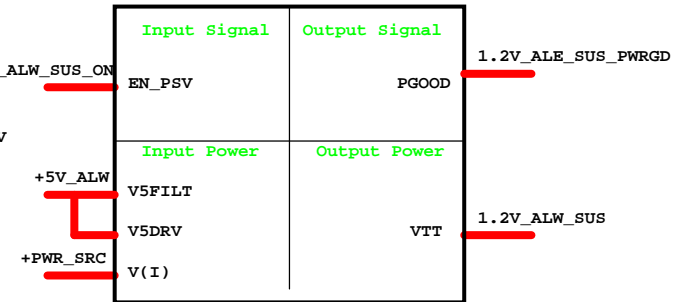 Input Signal Output Signal
1.2V_ALE_SUS_PWRGD
_ALW_SUS_ON
EN_PSV PGOOD
V
Input Power Output Power
+5V_ALW
V5FILT
1.2V_ALW_SUS
V5DRV VTT
+PWR_SRC
V(I)